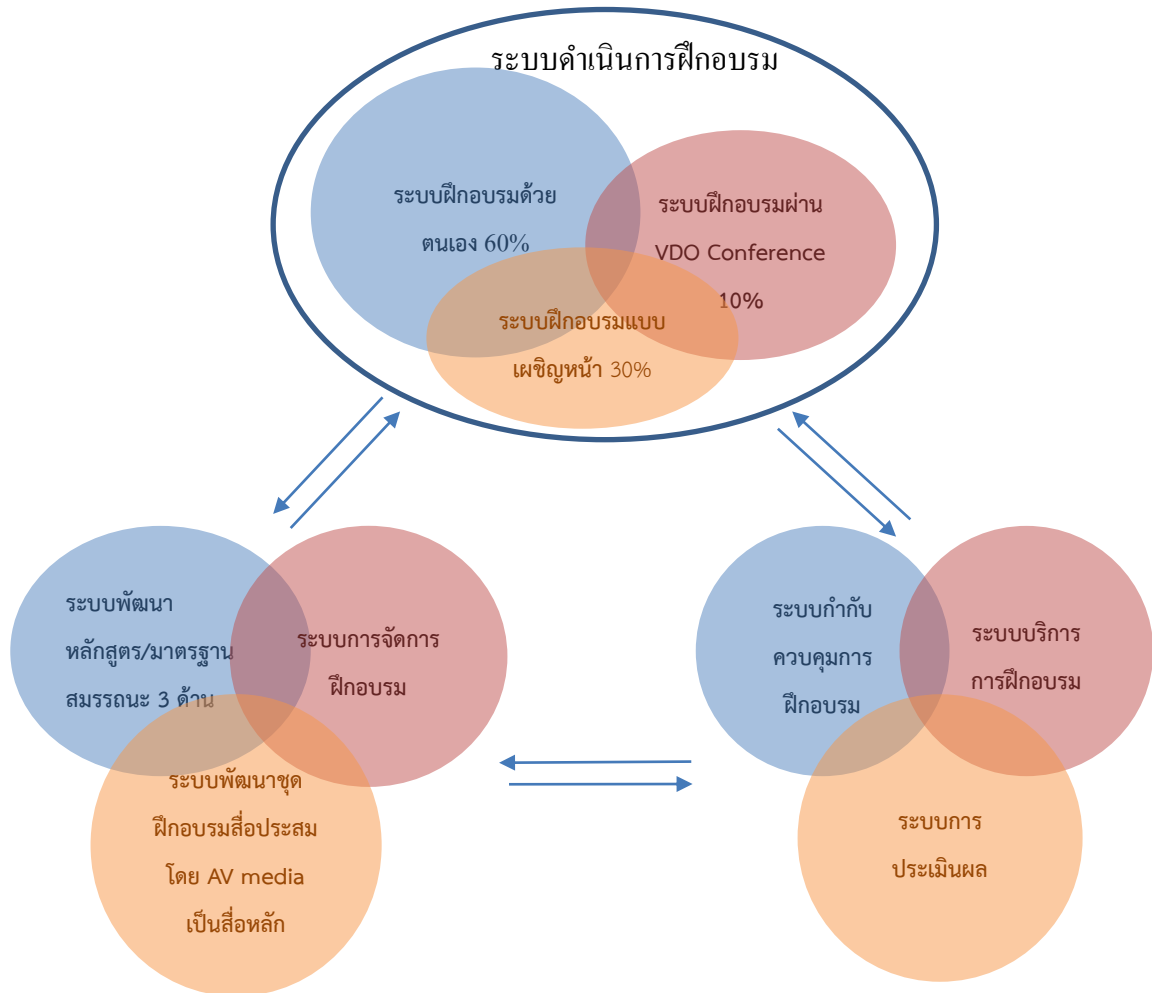 ระบบดำเนินการฝึกอบรม
ระบบฝึกอบรมด้วย
ตนเอง 60%
ระบบฝึกอบรมผ่าน
VDO Conference
10%
ระบบฝึกอบรมแบบ
เผชิญหน้า 30%
ระบบพัฒนา
หลักสูตร/มาตรฐาน
สมรรถนะ 3 ด้าน
ระบบการจัดการ
ฝึกอบรม
ระบบพัฒนาชุด
ฝึกอบรมสื่อประสม
โดย AV media
เป็นสื่อหลัก
ระบบกำกับ
ควบคุมการ
ฝึกอบรม
ระบบบริการ
การฝึกอบรม
ระบบการ
ประเมินผล